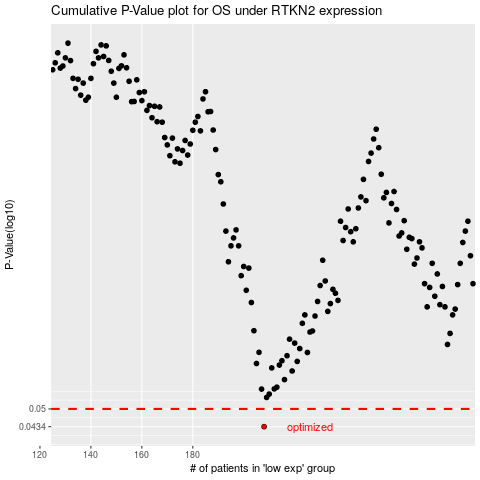 Cumulative P-Value plot for OS under RTKN2 expression
P-Value(log10)
0.05
0.0434
optimized
120 140 160 180
# of patients in 'low exp' group